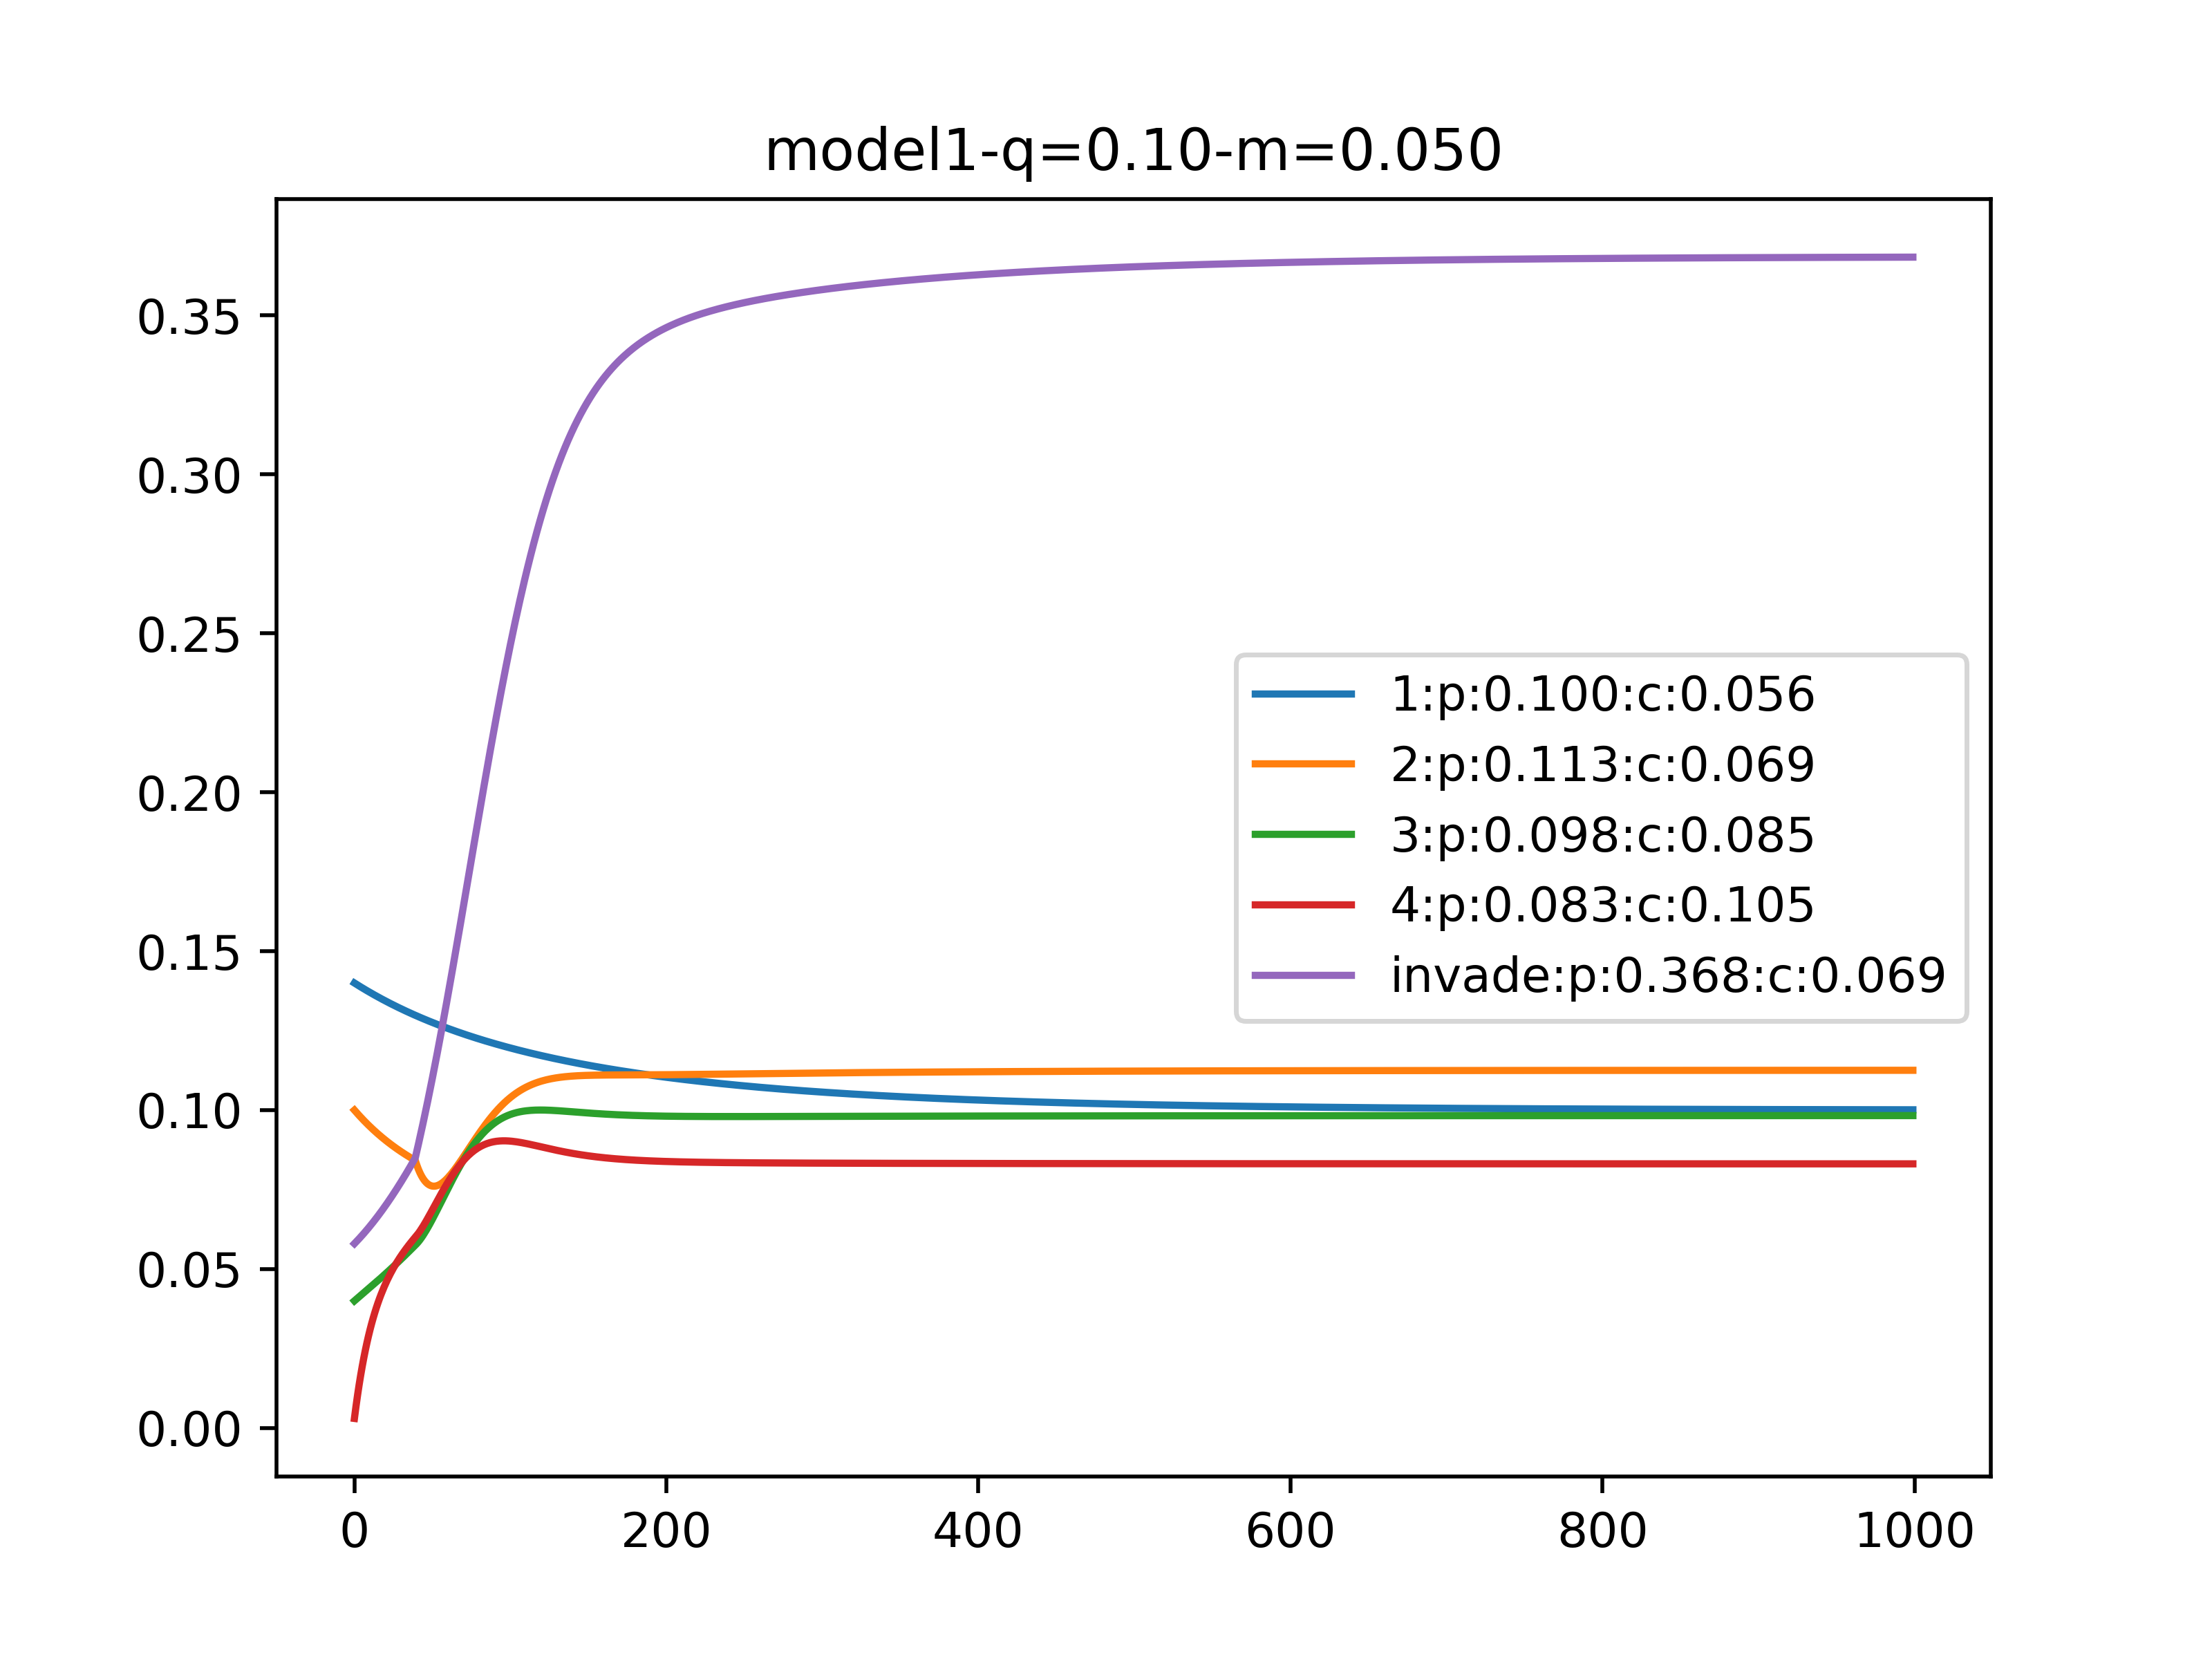 model1-q=0.10-m=0.050
0.35
0.30
0.25
0.20
0.15
0.10
0.05
0.00
1:p:0.100:c:0.056
2:p:0.113:c:0.069
3:p:0.098:c:0.085
4:p:0.083:c:0.105
invade:p:0.368:c:0.069
0 200 400 600 800 1000